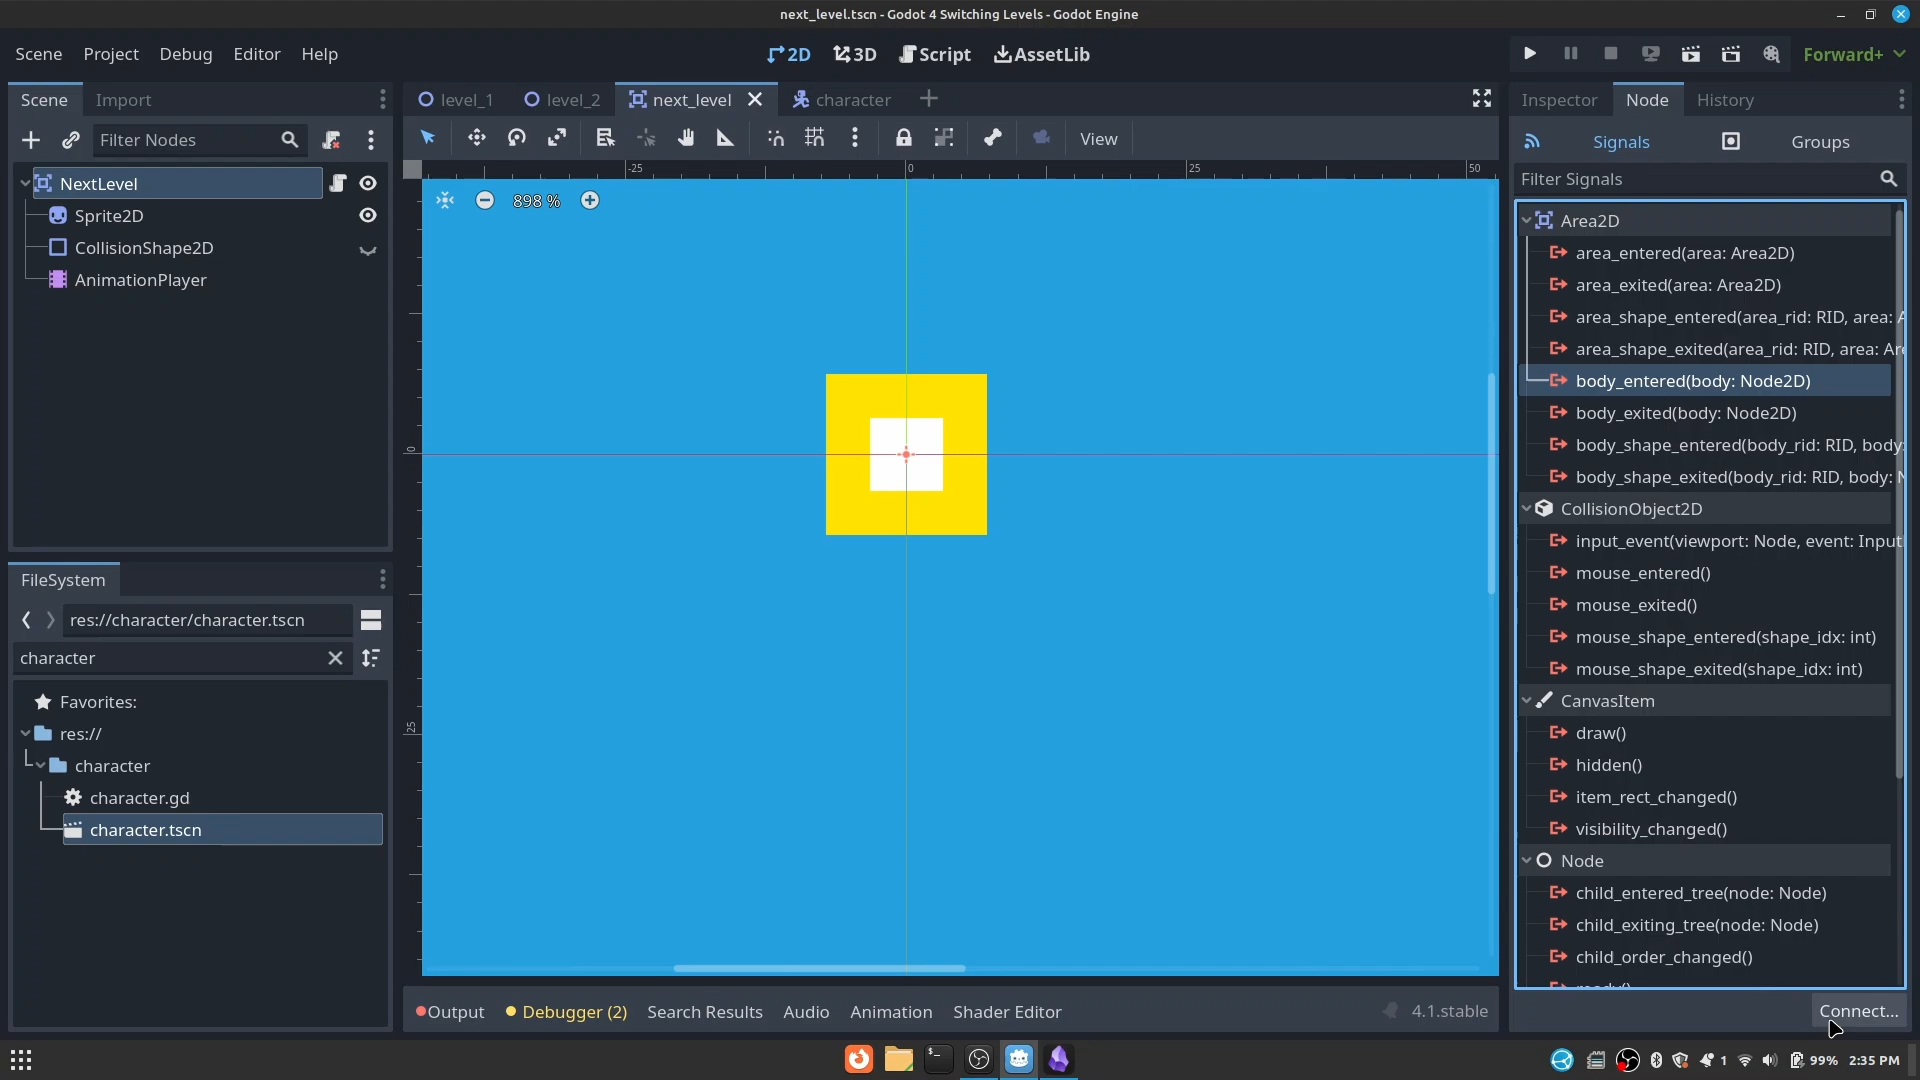 next_level.tscn - Godot 4 Switching Levels - Godot Engine
Scene Project Debug Editor Help
2D 3D Script AssetLib
Forward+
Scene Import
level_1 level_2 next_level character
Inspector Node History
Filter Nodes
View
Signals Groups
-25 0 25 50
Filter Signals
NextLevel
Sprite2D
CollisionShape2D
AnimationPlayer
898 %
0
25
Area2D
area_entered(area: Area2D)
area_exited(area: Area2D)
area_shape_entered(area_rid: RID, area: A
area_shape_exited(area_rid: RID, area: Are
body_entered(body: Node2D)
body_exited(body: Node2D)
body_shape_entered(body_rid: RID, body:
body_shape_exited(body_rid: RID, body: N
CollisionObject2D
input_event(viewport: Node, event: Input
mouse_entered()
mouse_exited()
mouse_shape_entered(shape_idx: int)
mouse_shape_exited(shape_idx: int)
CanvasItem
draw()
hidden()
item_rect_changed()
visibility_changed()
Node
child_entered_tree(node: Node)
child_exiting_tree(node: Node)
child_order_changed()
Connect...
FileSystem
res://character/character.tscn
character
Favorites:
res://
character
character.gd
character.tscn
Output Debugger (2) Search Results Audio Animation Shader Editor 4.1.stable
1 99% 2:35 PM